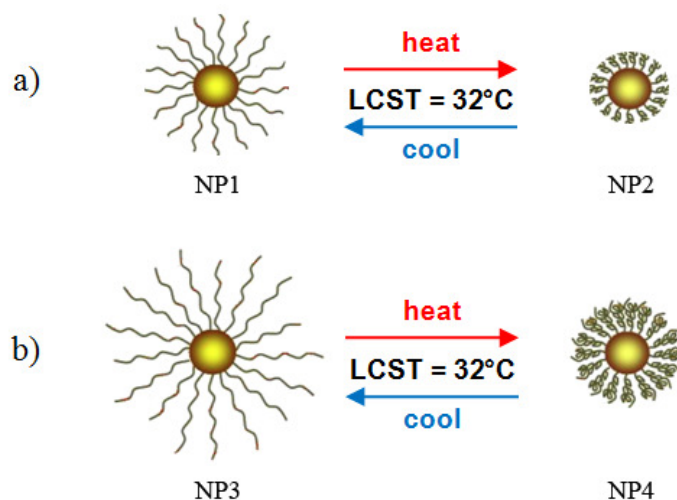 a)
heat
LCST = 32°C
cool
NP1
NP2
b)
heat
LCST = 32°C
cool
NP3
NP4